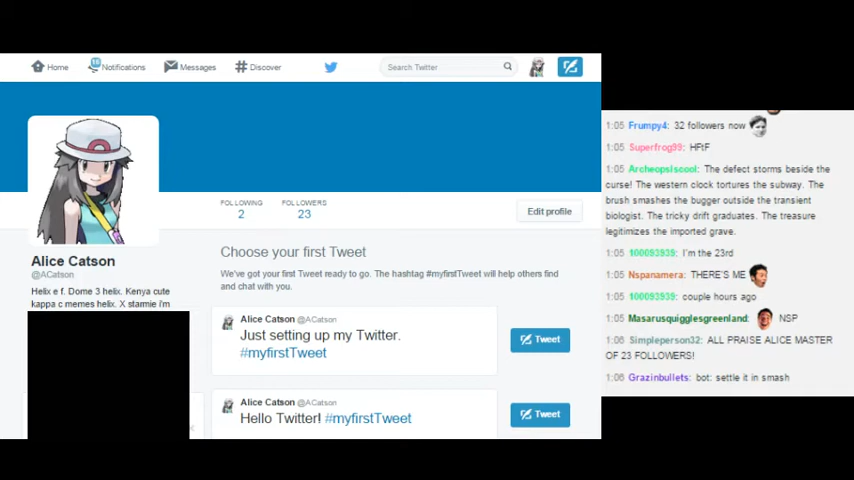 Home
Notifications
Messages
Discover
Search Twitter
FOLLOWING
2
FOLLOWERS
23
Edit profile
Alice Catson
@ACatson
Helix e f. Dome 3 helix. Kenya cute
kappa c memes helix. X starmie i'm
Choose your first Tweet
We've got your first Tweet ready to go. The hashtag #myfirstTweet will help others find
and chat with you.
Alice Catson @ACatson
Just setting up my Twitter.
#myfirstTweet
Tweet
Alice Catson @ACatson
Hello Twitter! #myfirstTweet
Tweet
1:05 Frumpy4: 32 followers now
1:05 Superfrog99: HFfF
1:05 Archeopsiscool: The defect storms beside the
curse! The western clock tortures the subway. The
brush smashes the bugger outside the transient
biologist. The tricky drift graduates. The treasure
legitimizes the imported grave.
1:05 100093939: I'm the 23rd
1:05 Nspanamera: THERE'S ME
1:05 100093939: couple hours ago
1:05 Masarusquigglesgreenland: NSP
1:06 Simpleperson32: ALL PRAISE ALICE MASTER
OF 23 FOLLOWERS!
1:06 Grazinbullets: bot: settle it in smash